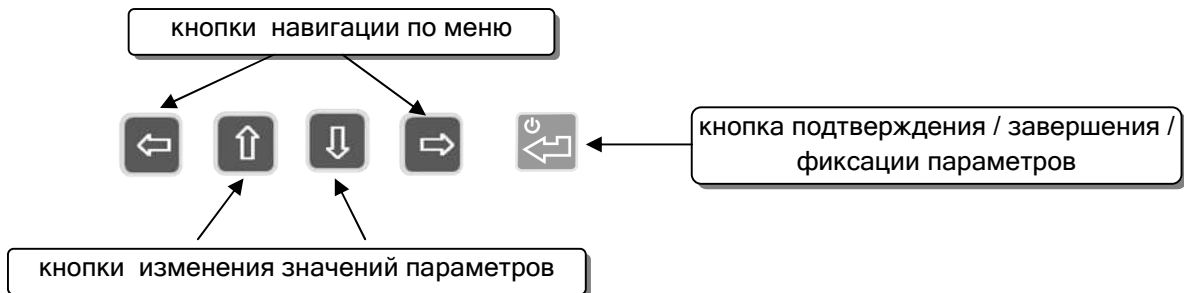 кнопки навигации по меню
кнопка подтверждения / завершения /
фиксации параметров
кнопки изменения значений параметров